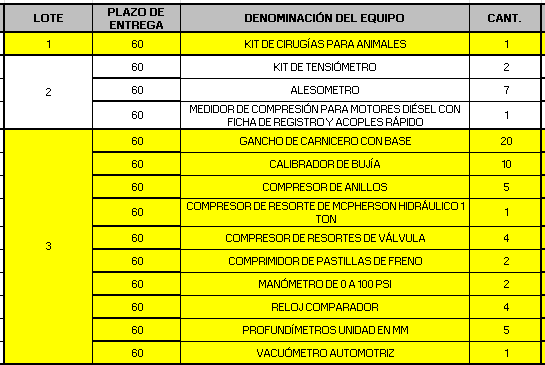 LOTE PLAZO DE ENTREGA DENOMINACIÓN DEL EQUIPO CANT.
1 60 KIT DE CIRUGÍAS PARA ANIMALES 1
2 60 KIT DE TENSIÓMETRO 2
60 ALESOMETRO 7
60 MEDIDOR DE COMPRESIÓN PARA MOTORES DIÉSEL CON
FICHA DE REGISTRO Y ACOPLES RÁPIDO 1
3 60 GANCHO DE CARNICERO CON BASE 20
60 CALIBRADOR DE BUJÍA 10
60 COMPRESOR DE ANILLOS 5
60 COMPRESOR DE RESORTE DE MCPHERSON HIDRÁULICO 1
TON 1
60 COMPRESOR DE RESORTES DE VÁLVULA 4
60 COMPRIMIDOR DE PASTILLAS DE FRENO 2
60 MANÓMETRO DE 0 A 100 PSI 2
60 RELOJ COMPARADOR 4
60 PROFUNDÍMETROS UNIDAD EN MM 5
60 VACUÓMETRO AUTOMOTRIZ 1